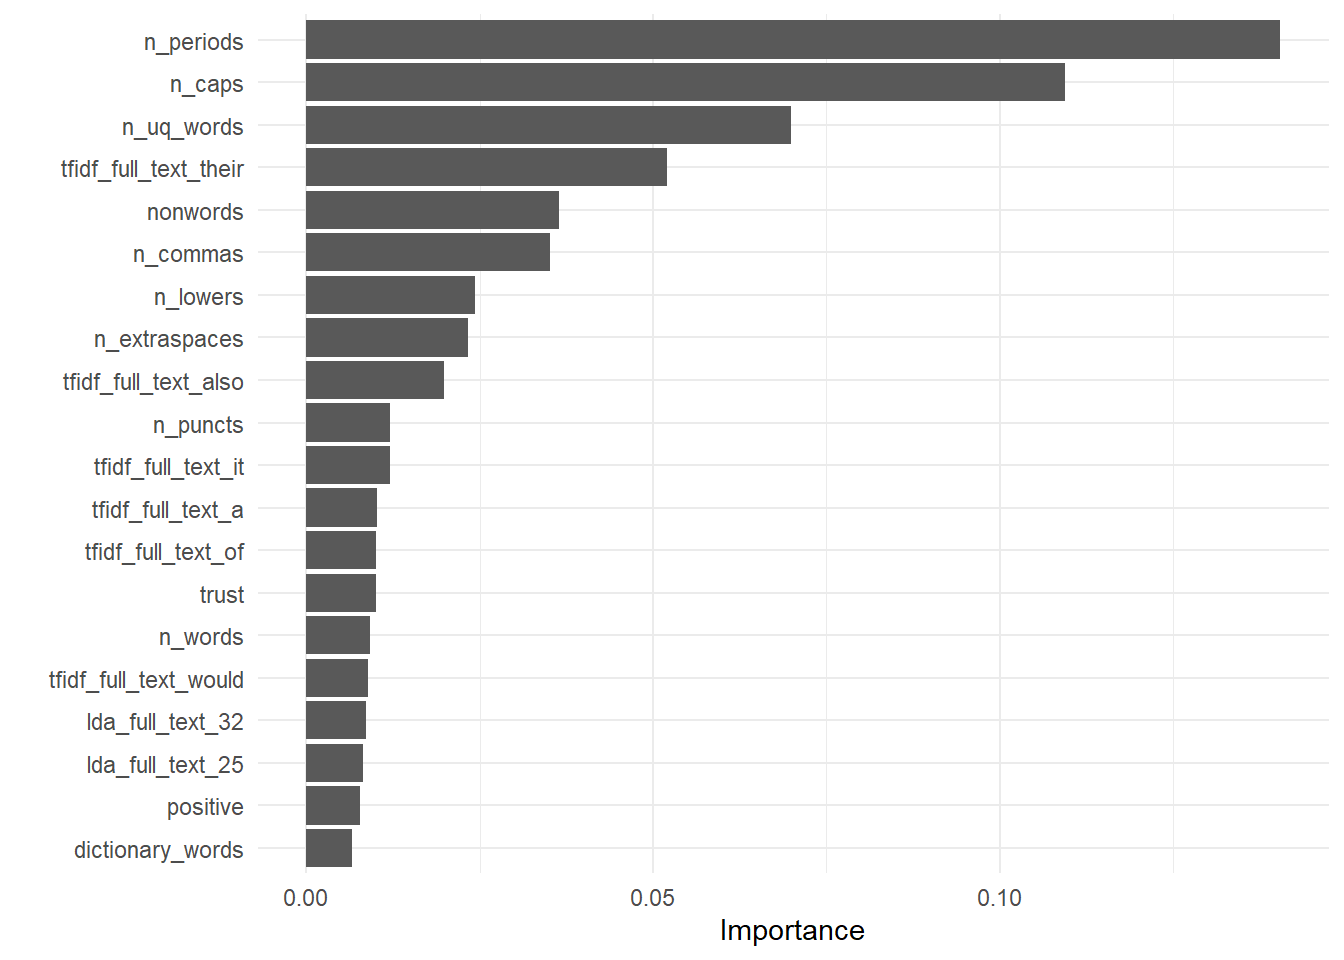 n_periods
n_caps
n_uq_words
tfidf_full_text_their
nonwords
n_commas
n_lowers
n_extraspaces
tfidf_full_text_also
n_puncts
tfidf_full_text_it
tfidf_full_text_a
tfidf_full_text_of
trust
n_words
tfidf_full_text_would
lda_full_text_32
lda_full_text_25
positive
dictionary_words
0.00 0.05 0.10
Importance